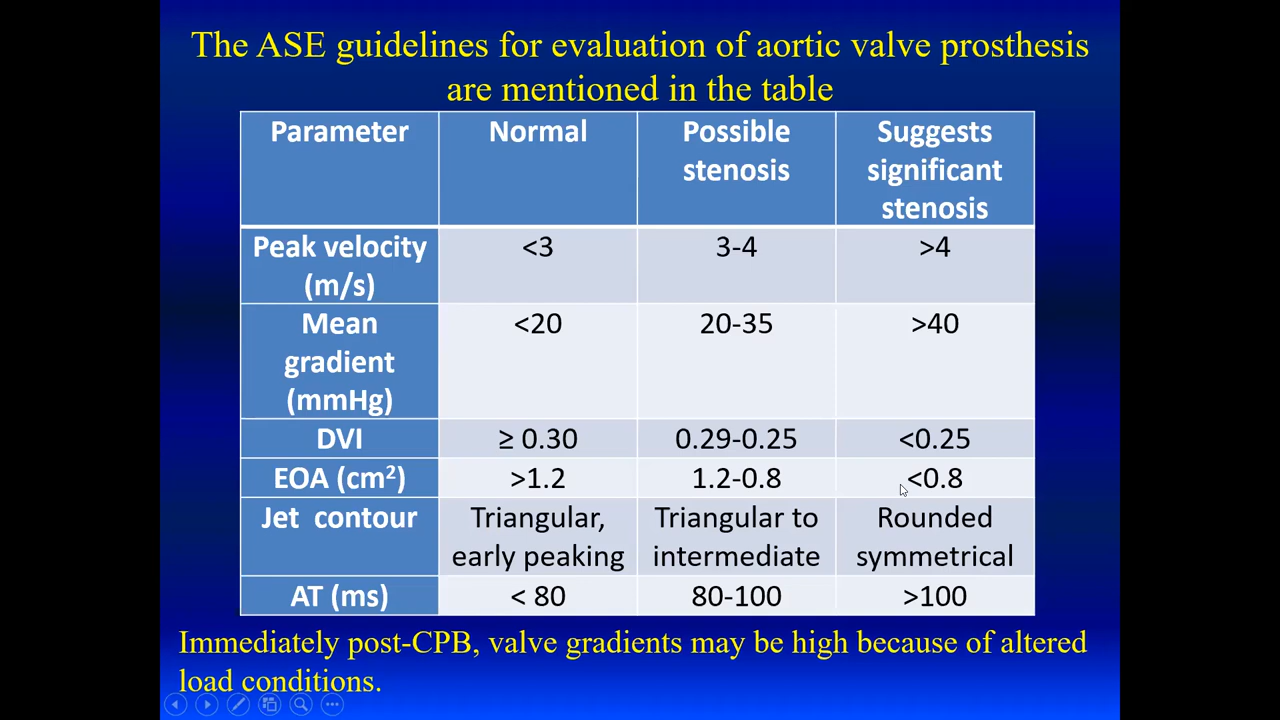 The ASE guidelines for evaluation of aortic valve prosthesis
are mentioned in the table
Parameter Normal Possible stenosis Suggests significant stenosis
Peak velocity (m/s) <3 3-4 >4
Mean gradient (mmHg) <20 20-35 >40
DVI ≥ 0.30 0.29-0.25 <0.25
EOA (cm²) >1.2 1.2-0.8 <0.8
Jet contour Triangular, early peaking Triangular to intermediate Rounded symmetrical
AT (ms) < 80 80-100 >100
Immediately post-CPB, valve gradients may be high because of altered
load conditions.